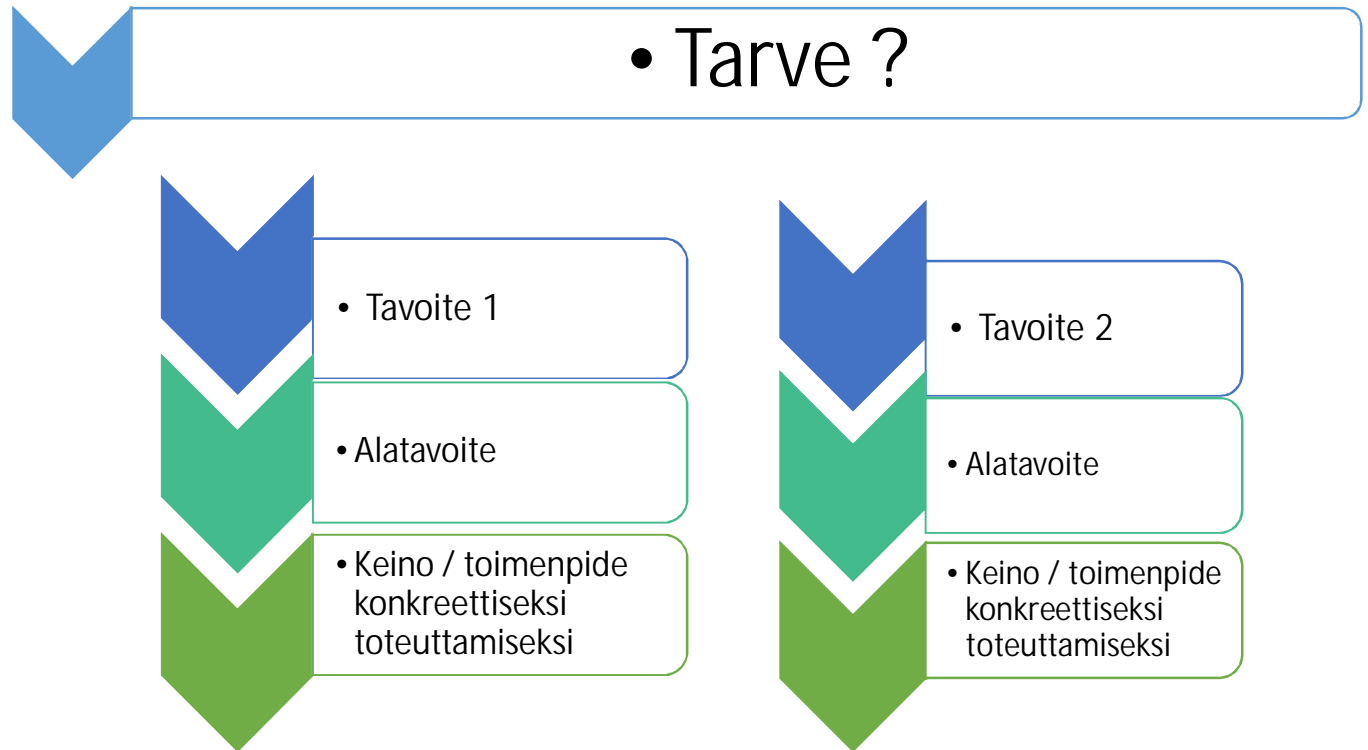 • Tarve ?
• Tavoite 1
• Alatavoite
• Keino / toimenpide
konkreettiseksi
toteuttamiseksi
• Tavoite 2
• Alatavoite
• Keino / toimenpide
konkreettiseksi
toteuttamiseksi